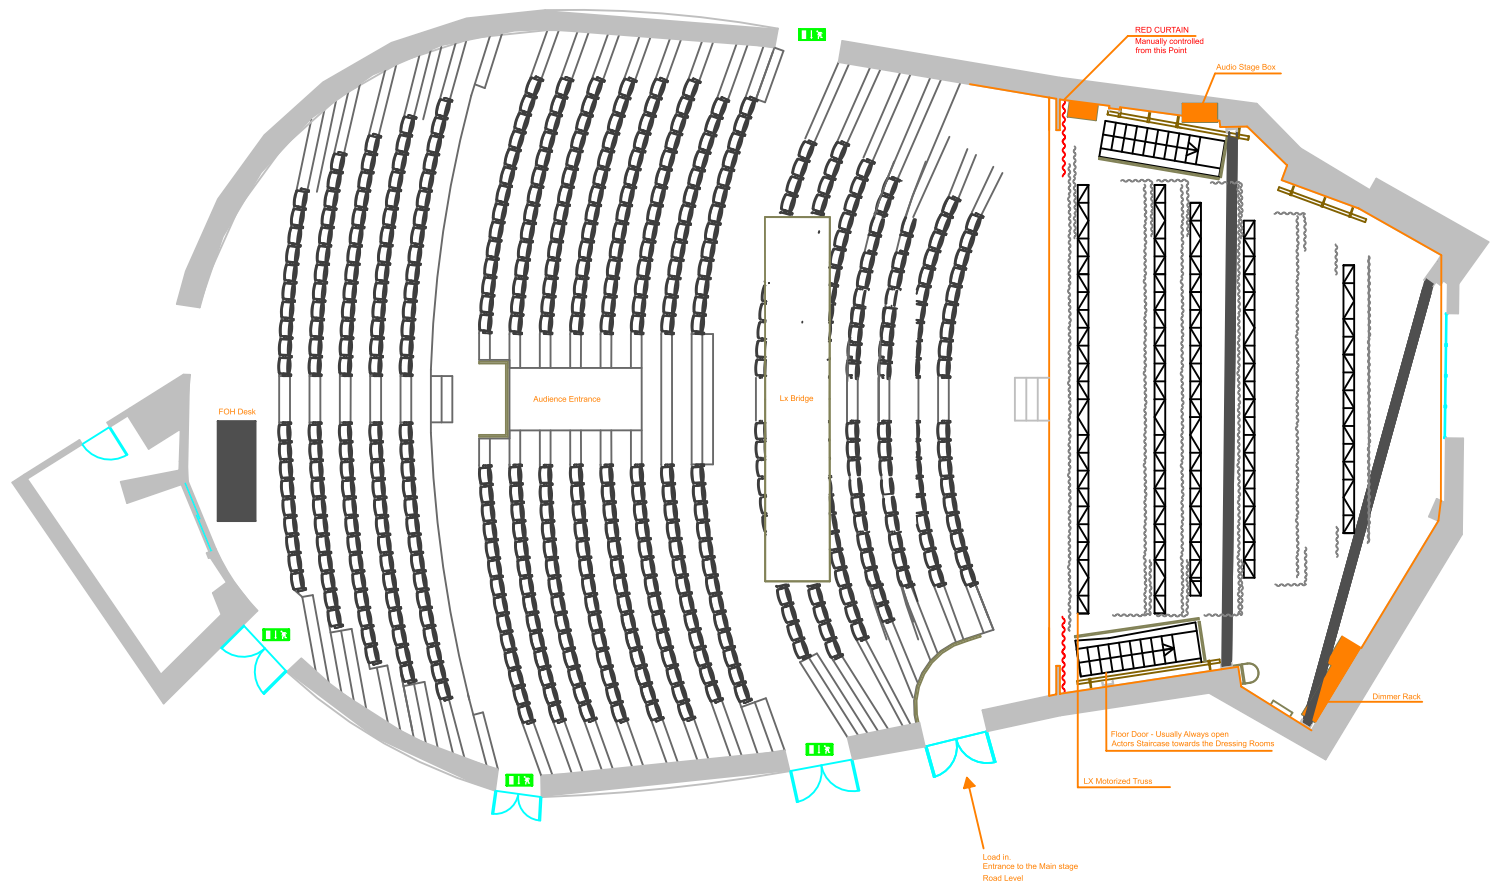 RED CURTAIN
Manually controlled
from this Point
Audio Stage Box
FOH Desk
Audience Entrance
Lx Bridge
Dimmer Rack
Floor Door - Usually Always open
Actors Staircase towards the Dressing Rooms
LX Motorized Truss
Load in.
Entrance to the Main stage
Road Level